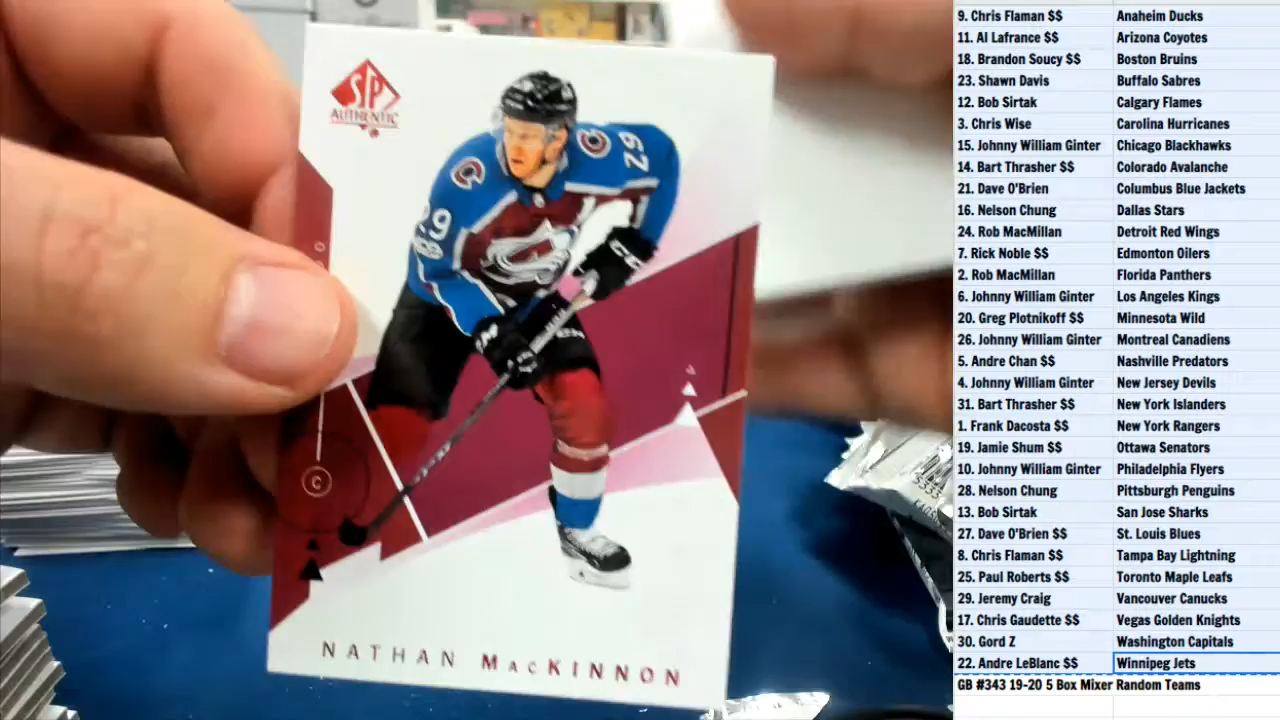 SP
AUTHENTIC
29
29
C
NATHAN MACKINNON
9. Chris Flaman $$ Anaheim Ducks
11. Al Lafrance $$ Arizona Coyotes
18. Brandon Soucy $$ Boston Bruins
23. Shawn Davis Buffalo Sabres
12. Bob Sirtak Calgary Flames
3. Chris Wise Carolina Hurricanes
15. Johnny William Ginter Chicago Blackhawks
14. Bart Thrasher $$ Colorado Avalanche
21. Dave O'Brien Columbus Blue Jackets
16. Nelson Chung Dallas Stars
24. Rob MacMillan Detroit Red Wings
7. Rick Noble $$ Edmonton Oilers
2. Rob MacMillan Florida Panthers
6. Johnny William Ginter Los Angeles Kings
20. Greg Plotnikoff $$ Minnesota Wild
26. Johnny William Ginter Montreal Canadiens
5. Andre Chan $$ Nashville Predators
4. Johnny William Ginter New Jersey Devils
31. Bart Thrasher $$ New York Islanders
1. Frank Dacosta $$ New York Rangers
19. Jamie Shum $$ Ottawa Senators
10. Johnny William Ginter Philadelphia Flyers
28. Nelson Chung Pittsburgh Penguins
13. Bob Sirtak San Jose Sharks
27. Dave O'Brien $$ St. Louis Blues
8. Chris Flaman $$ Tampa Bay Lightning
25. Paul Roberts $$ Toronto Maple Leafs
29. Jeremy Craig Vancouver Canucks
17. Chris Gaudette $$ Vegas Golden Knights
30. Gord Z Washington Capitals
22. Andre LeBlanc $$ Winnipeg Jets
GB #343 19-20 5 Box Mixer Random Teams